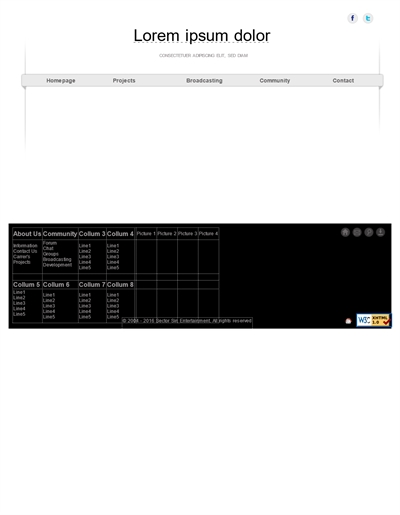 Lorem ipsum dolor
CONSECTETUER ADIPISCING ELIT, SED DIAM
Homepage Projects Broadcasting Community Contact
About Us Community Collum 3 Collum 4 Picture 1 Picture 2 Picture 3 Picture 4
Information
Contact Us
Career's
Projects
Forum
Chat
Groups
Broadcasting
Development
Line1
Line2
Line3
Line4
Line5
Line1
Line2
Line3
Line4
Line5
Collum 5 Collum 6 Collum 7 Collum 8
Line1
Line2
Line3
Line4
Line5
Line1
Line2
Line3
Line4
Line5
Line1
Line2
Line3
Line4
Line5
Line1
Line2
Line3
Line4
Line5
© 2004 - 2016 Sector Six Entertainment. All rights reserved
W3C XHTML 1.0